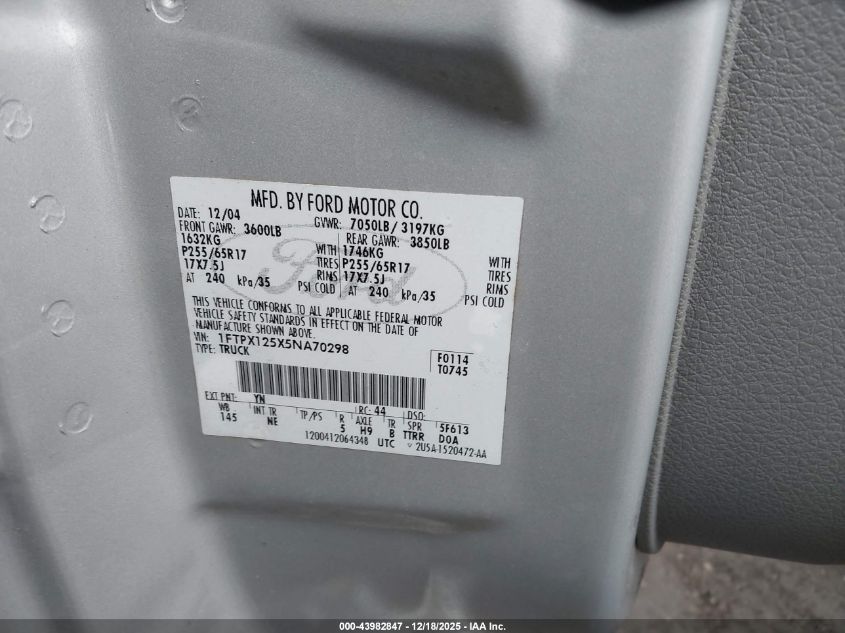 MFD. BY FORD MOTOR CO.
DATE: 12/04 GVWR: 7050LB/ 3197KG
FRONT GAWR: 3600LB REAR GAWR: 3850LB
1632KG WITH 1746KG WITH
P255/65R17 TIRES P255/65R17 TIRES
17X7.5J RIMS 17X7.5J RIMS
AT 240 kPa/35 PSI COLD AT 240 kPa/35 PSI COLD
Ford
THIS VEHICLE CONFORMS TO ALL APPLICABLE FEDERAL MOTOR
VEHICLE SAFETY STANDARDS IN EFFECT ON THE DATE OF
MANUFACTURE SHOWN ABOVE.
VIN: 1FTPX125X5NA70298
TYPE: TRUCK
F0114
T0745
EXT PNT: YN RC: 44 DSO:
WB INT TR TP/PS R AXLE TR SPR 5F613
145 NE 5 H9 B TTRR DOA
1200412064348 UTC 2U5A-1520472-AA
000-43982847 - 12/18/2025 - IAA Inc.